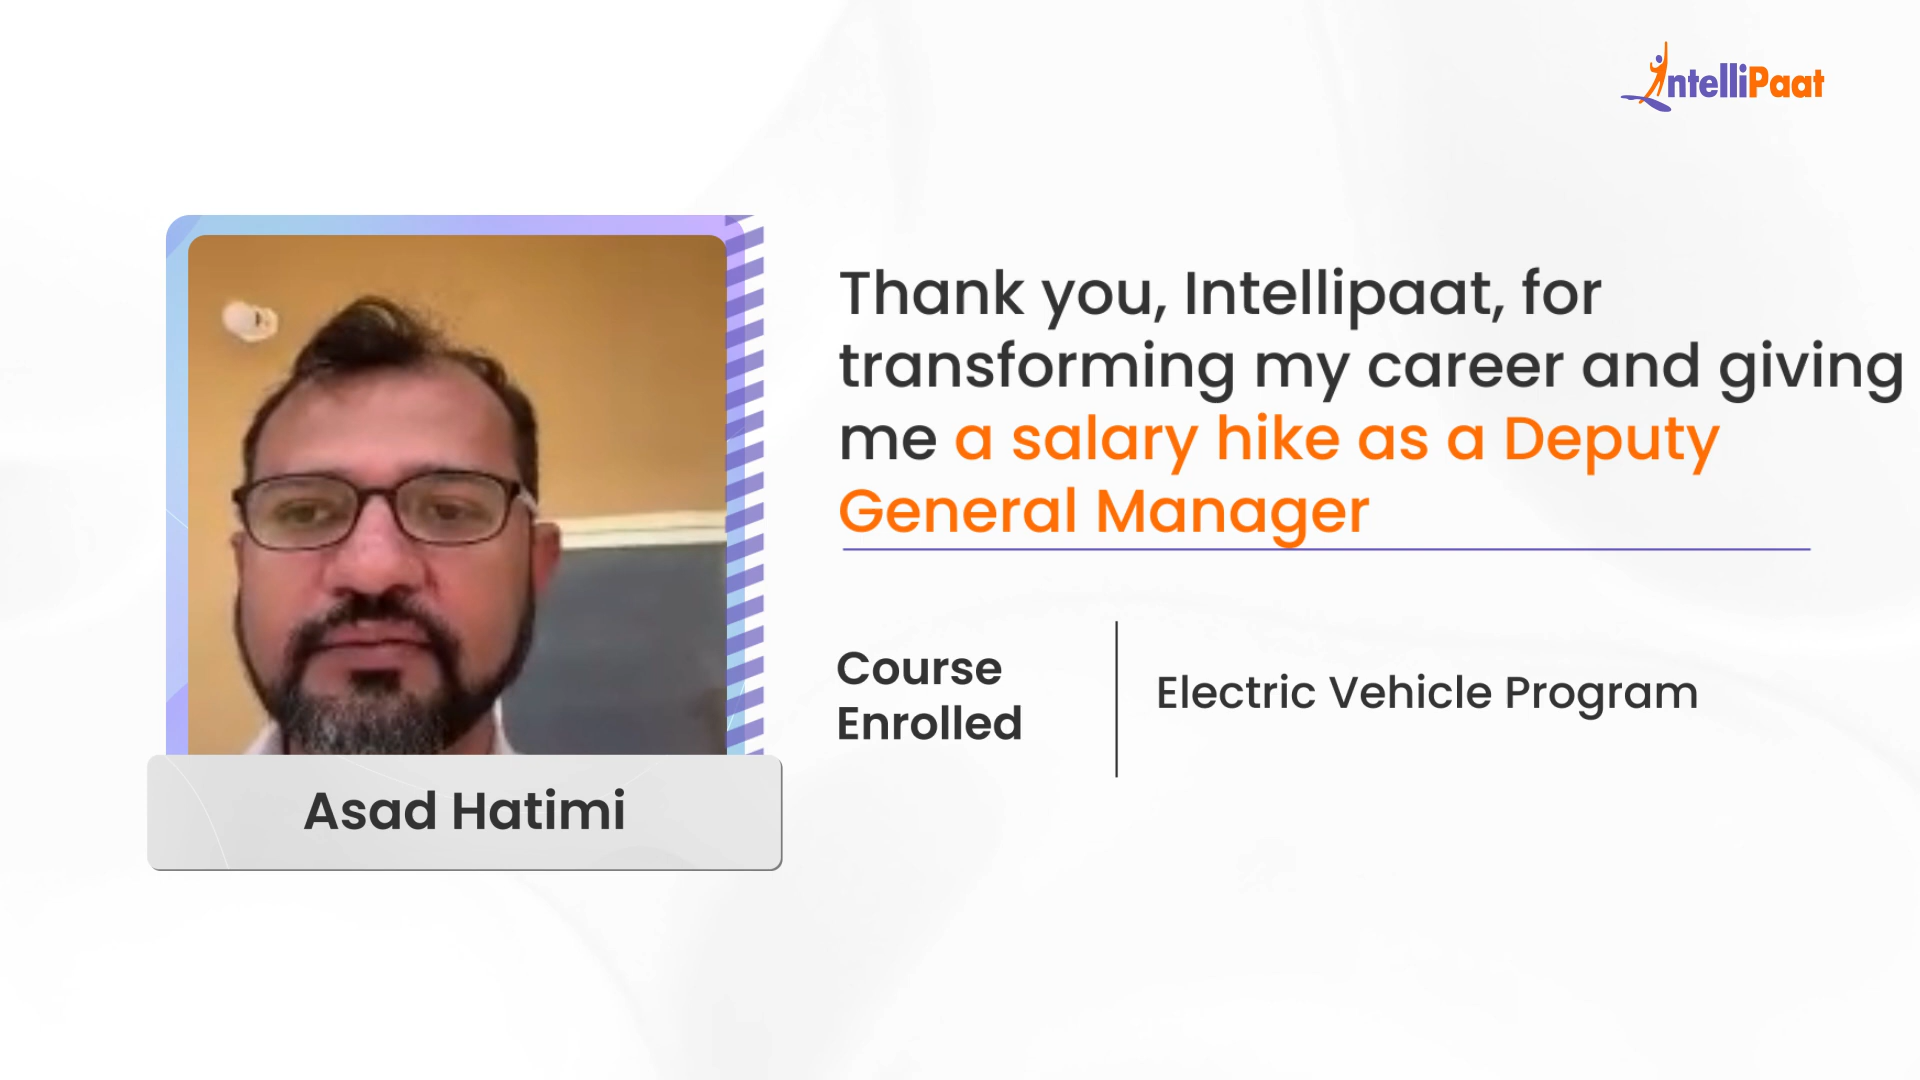 IntelliPaat
Thank you, Intellipaat, for
transforming my career and giving
me a salary hike as a Deputy
General Manager
Course
Enrolled
Electric Vehicle Program
Asad Hatimi